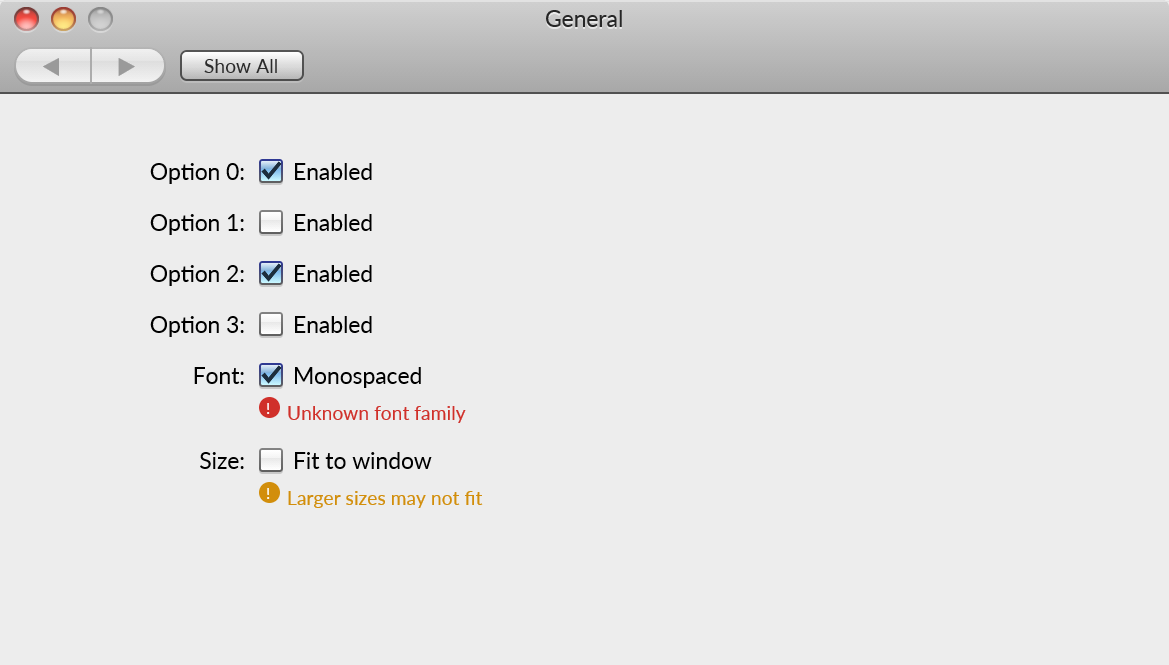 General
Show All
Option 0: Enabled
Option 1: Enabled
Option 2: Enabled
Option 3: Enabled
Font: Monospaced
! Unknown font family
Size: Fit to window
! Larger sizes may not fit